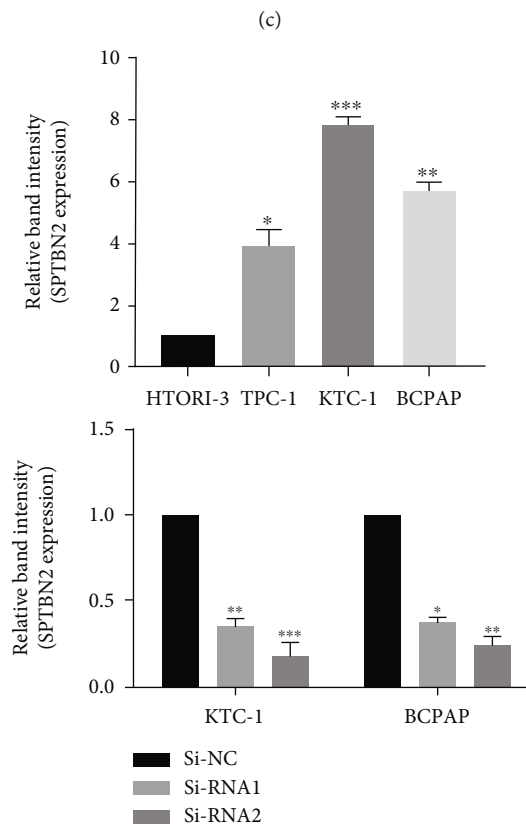 (c)
Relative band intensity
(SPTBN2 expression)
10
8
6
4
2
0
*
***
**
HTORI-3 TPC-1 KTC-1 BCPAP
Relative band intensity
(SPTBN2 expression)
1.5
1.0
0.5
0.0
**
***
*
**
KTC-1 BCPAP
Si-NC
Si-RNA1
Si-RNA2